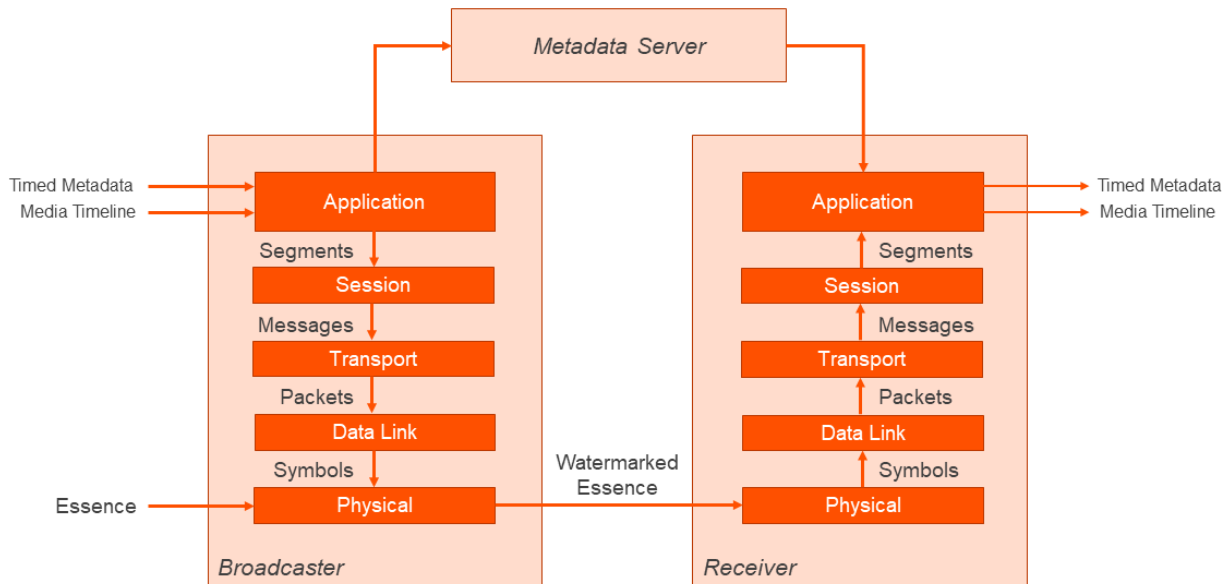 Metadata Server
Timed Metadata
Media Timeline
Application
Segments
Session
Messages
Transport
Packets
Data Link
Symbols
Essence
Physical
Broadcaster
Watermarked
Essence
Application
Timed Metadata
Media Timeline
Segments
Session
Messages
Transport
Packets
Data Link
Symbols
Physical
Receiver